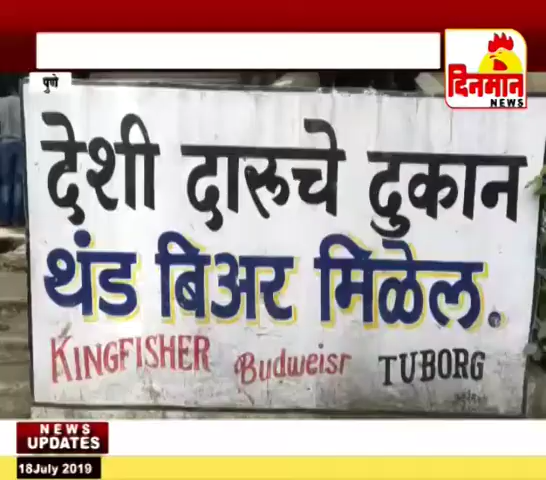 दिनमान
NEWS
पुणे
देशी दारूचे दुकान
थंड बिअर मिळेल.
KINGFISHER Budweisr TUBORG
NEWS
UPDATES
18July 2019